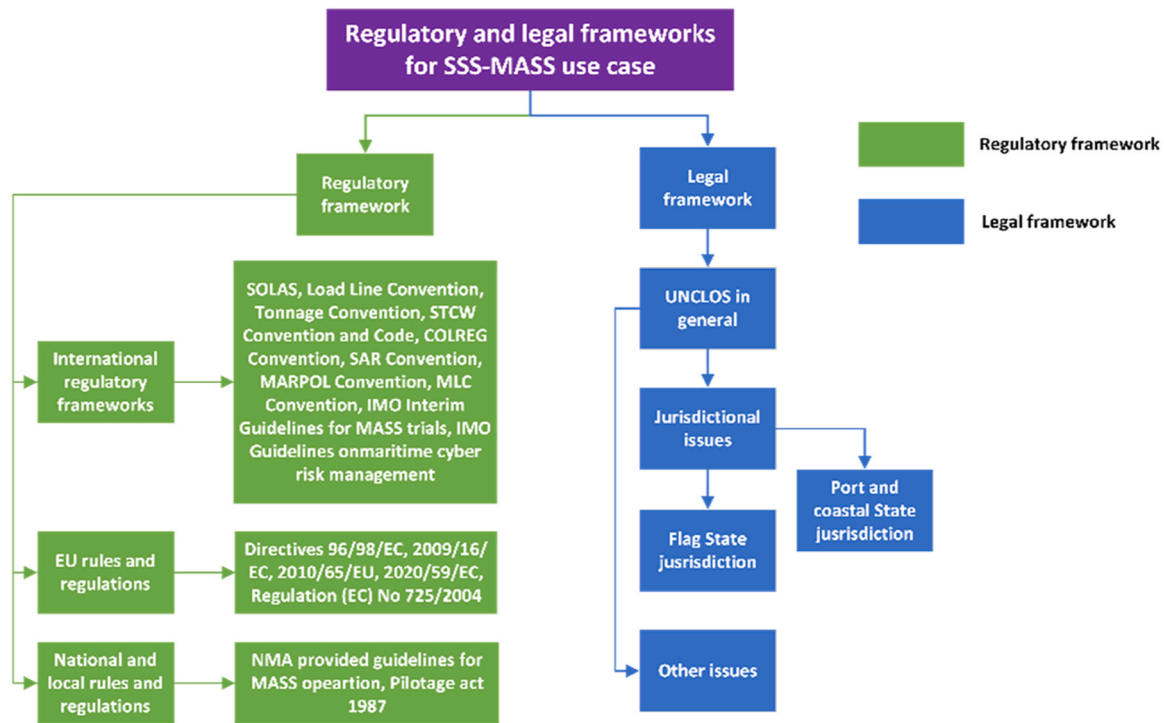 Regulatory and legal frameworks
for SSS-MASS use case
Regulatory framework
Legal framework
Regulatory
framework
Legal
framework
International
regulatory
frameworks
SOLAS, Load Line Convention,
Tonnage Convention, STCW
Convention and Code, COLREG
Convention, SAR Convention,
MARPOL Convention, MLC
Convention, IMO Interim
Guidelines for MASS trials, IMO
Guidelines onmaritime cyber
risk management
UNCLOS in
general
Jurisdictional
issues
Port and
coastal State
jusrisdiction
Flag State
jusrisdiction
EU rules and
regulations
Directives 96/98/EC, 2009/16/
EC, 2010/65/EU, 2020/59/EC,
Regulation (EC) No 725/2004
National and
local rules and
regulations
NMA provided guidelines for
MASS opeartion, Pilotage act
1987
Other issues